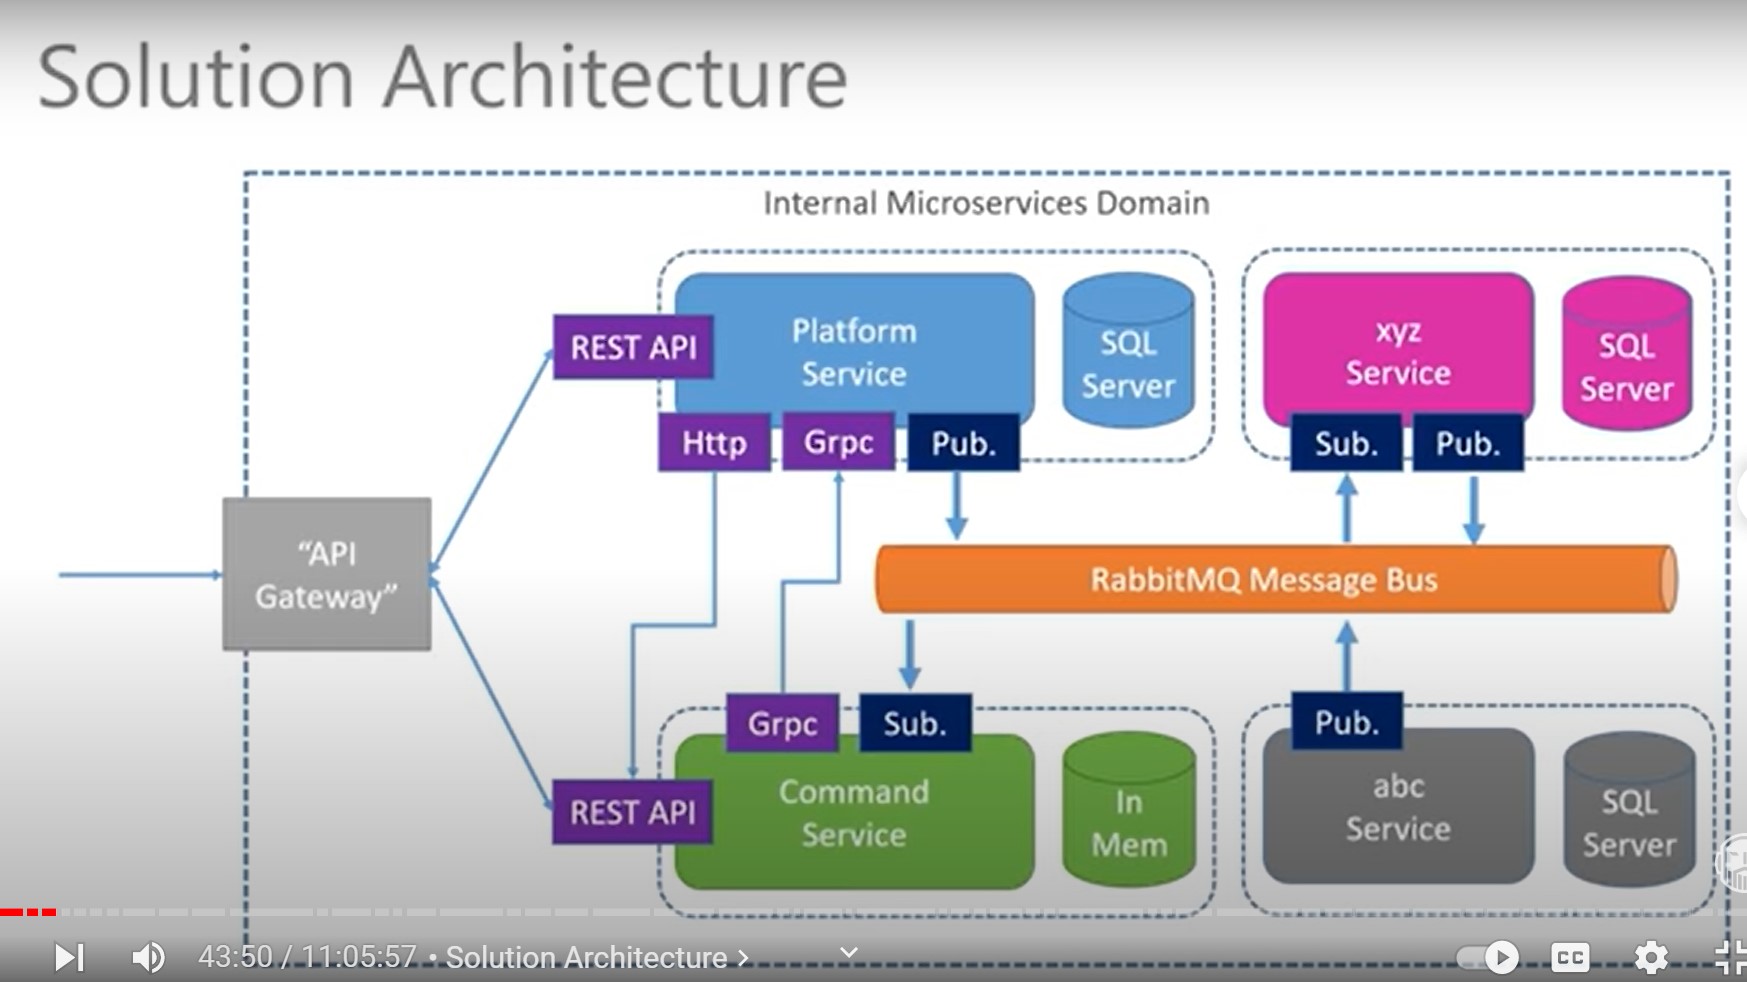 Solution Architecture
Internal Microservices Domain
REST API
Platform
Service
SQL
Server
xyz
Service
SQL
Server
Http
Grpc
Pub.
Sub.
Pub.
“API
Gateway”
RabbitMQ Message Bus
Grpc
Sub.
Pub.
REST API
Command
Service
In
Mem
abc
Service
SQL
Server
43:50 / 11:05:57 • Solution Architecture >
CC